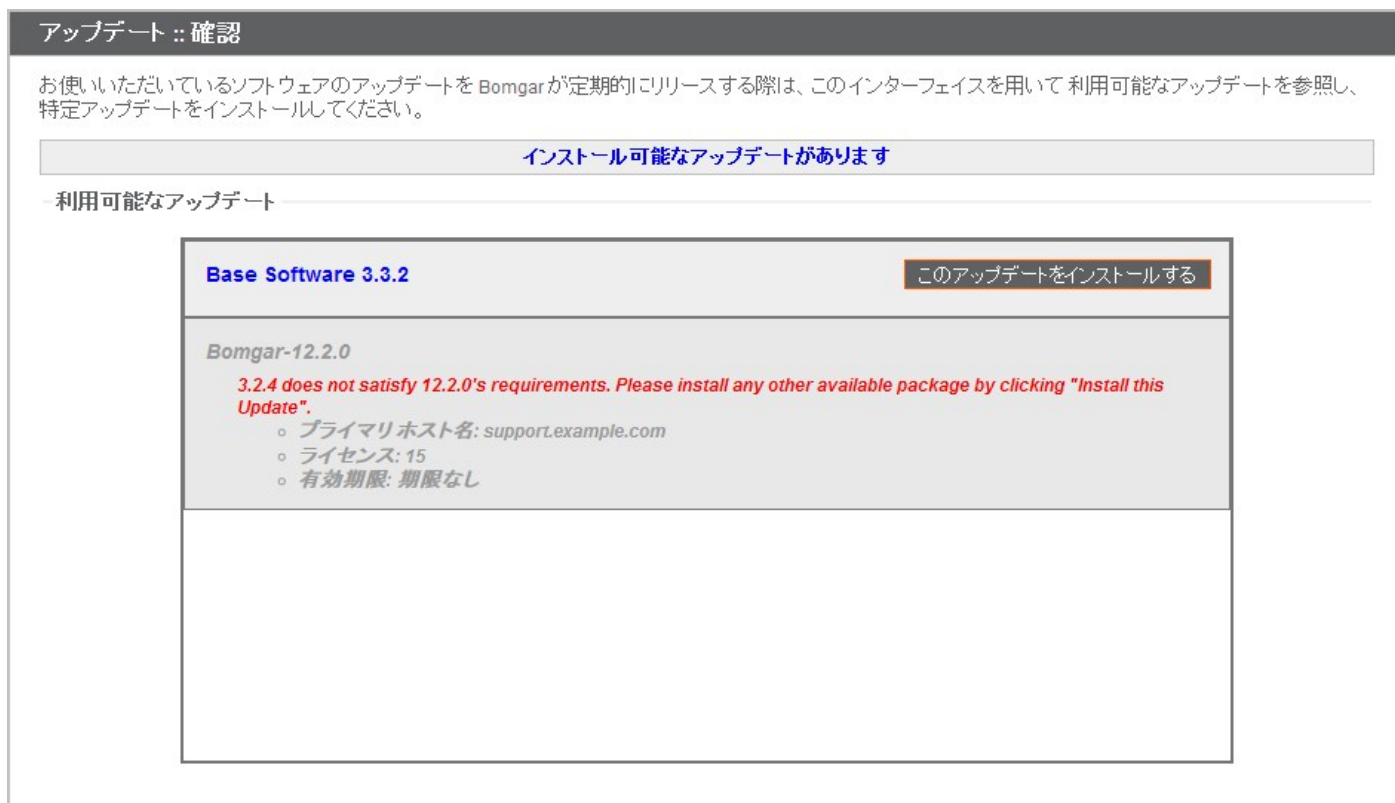 アップデート :: 確認
お使いいただいているソフトウェアのアップデートを Bomgar が定期的にリリースする際は、このインターフェイスを用いて 利用可能なアップデートを参照し、
特定アップデートをインストールしてください。
インストール可能なアップデートがあります
利用可能なアップデート
Base Software 3.3.2
このアップデートをインストールする
Bomgar-12.2.0
3.2.4 does not satisfy 12.2.0's requirements. Please install any other available package by clicking "Install this
Update".
プライマリ ホスト名: support.example.com
ライセンス: 15
有効期限: 期限なし